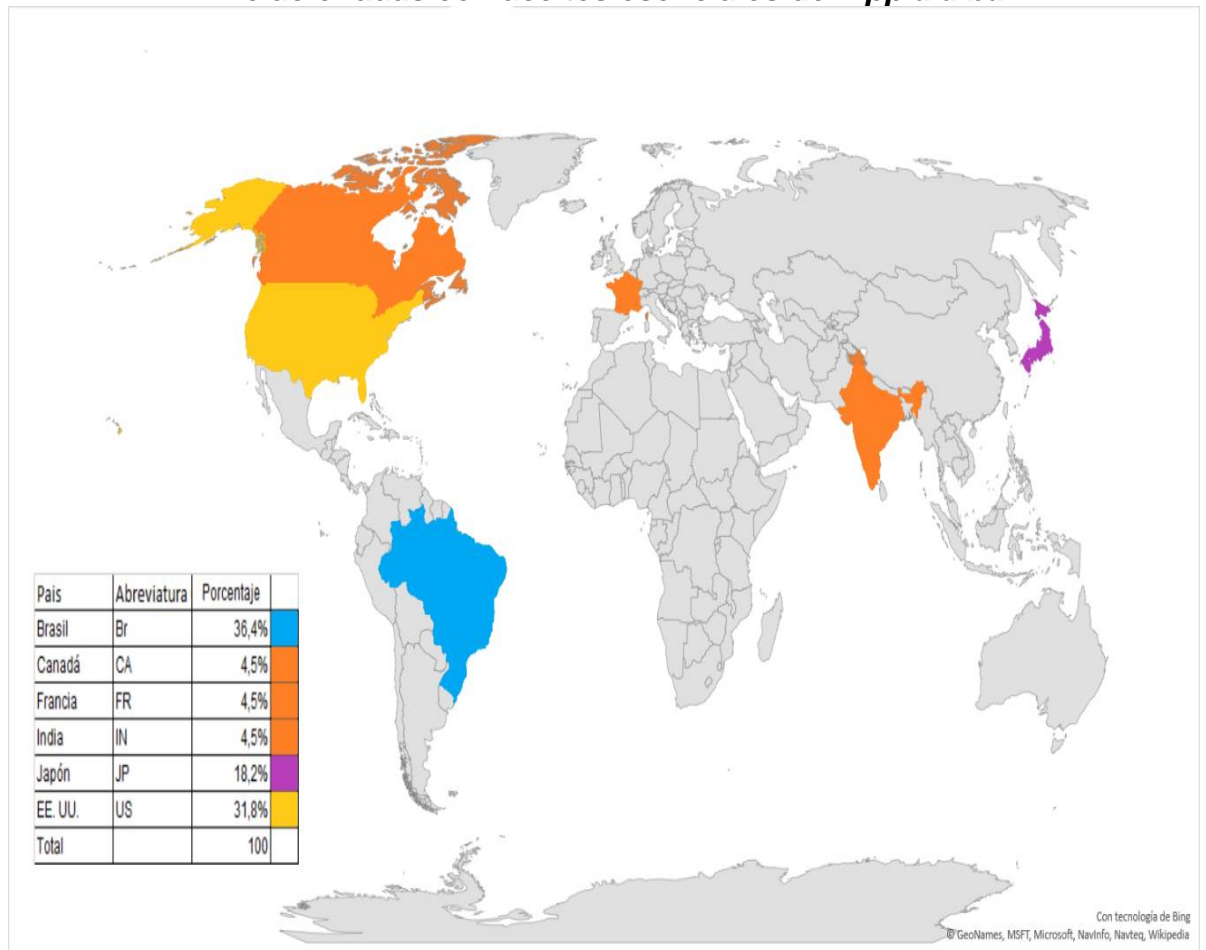 País Abreviatura Porcentaje
Brasil Br 36,4%
Canadá CA 4,5%
Francia FR 4,5%
India IN 4,5%
Japón JP 18,2%
EE. UU. US 31,8%
Total 100
Con tecnología de Bing
© GeoNames, MSFT, Microsoft, NavInfo, Navteq, Wikipedia